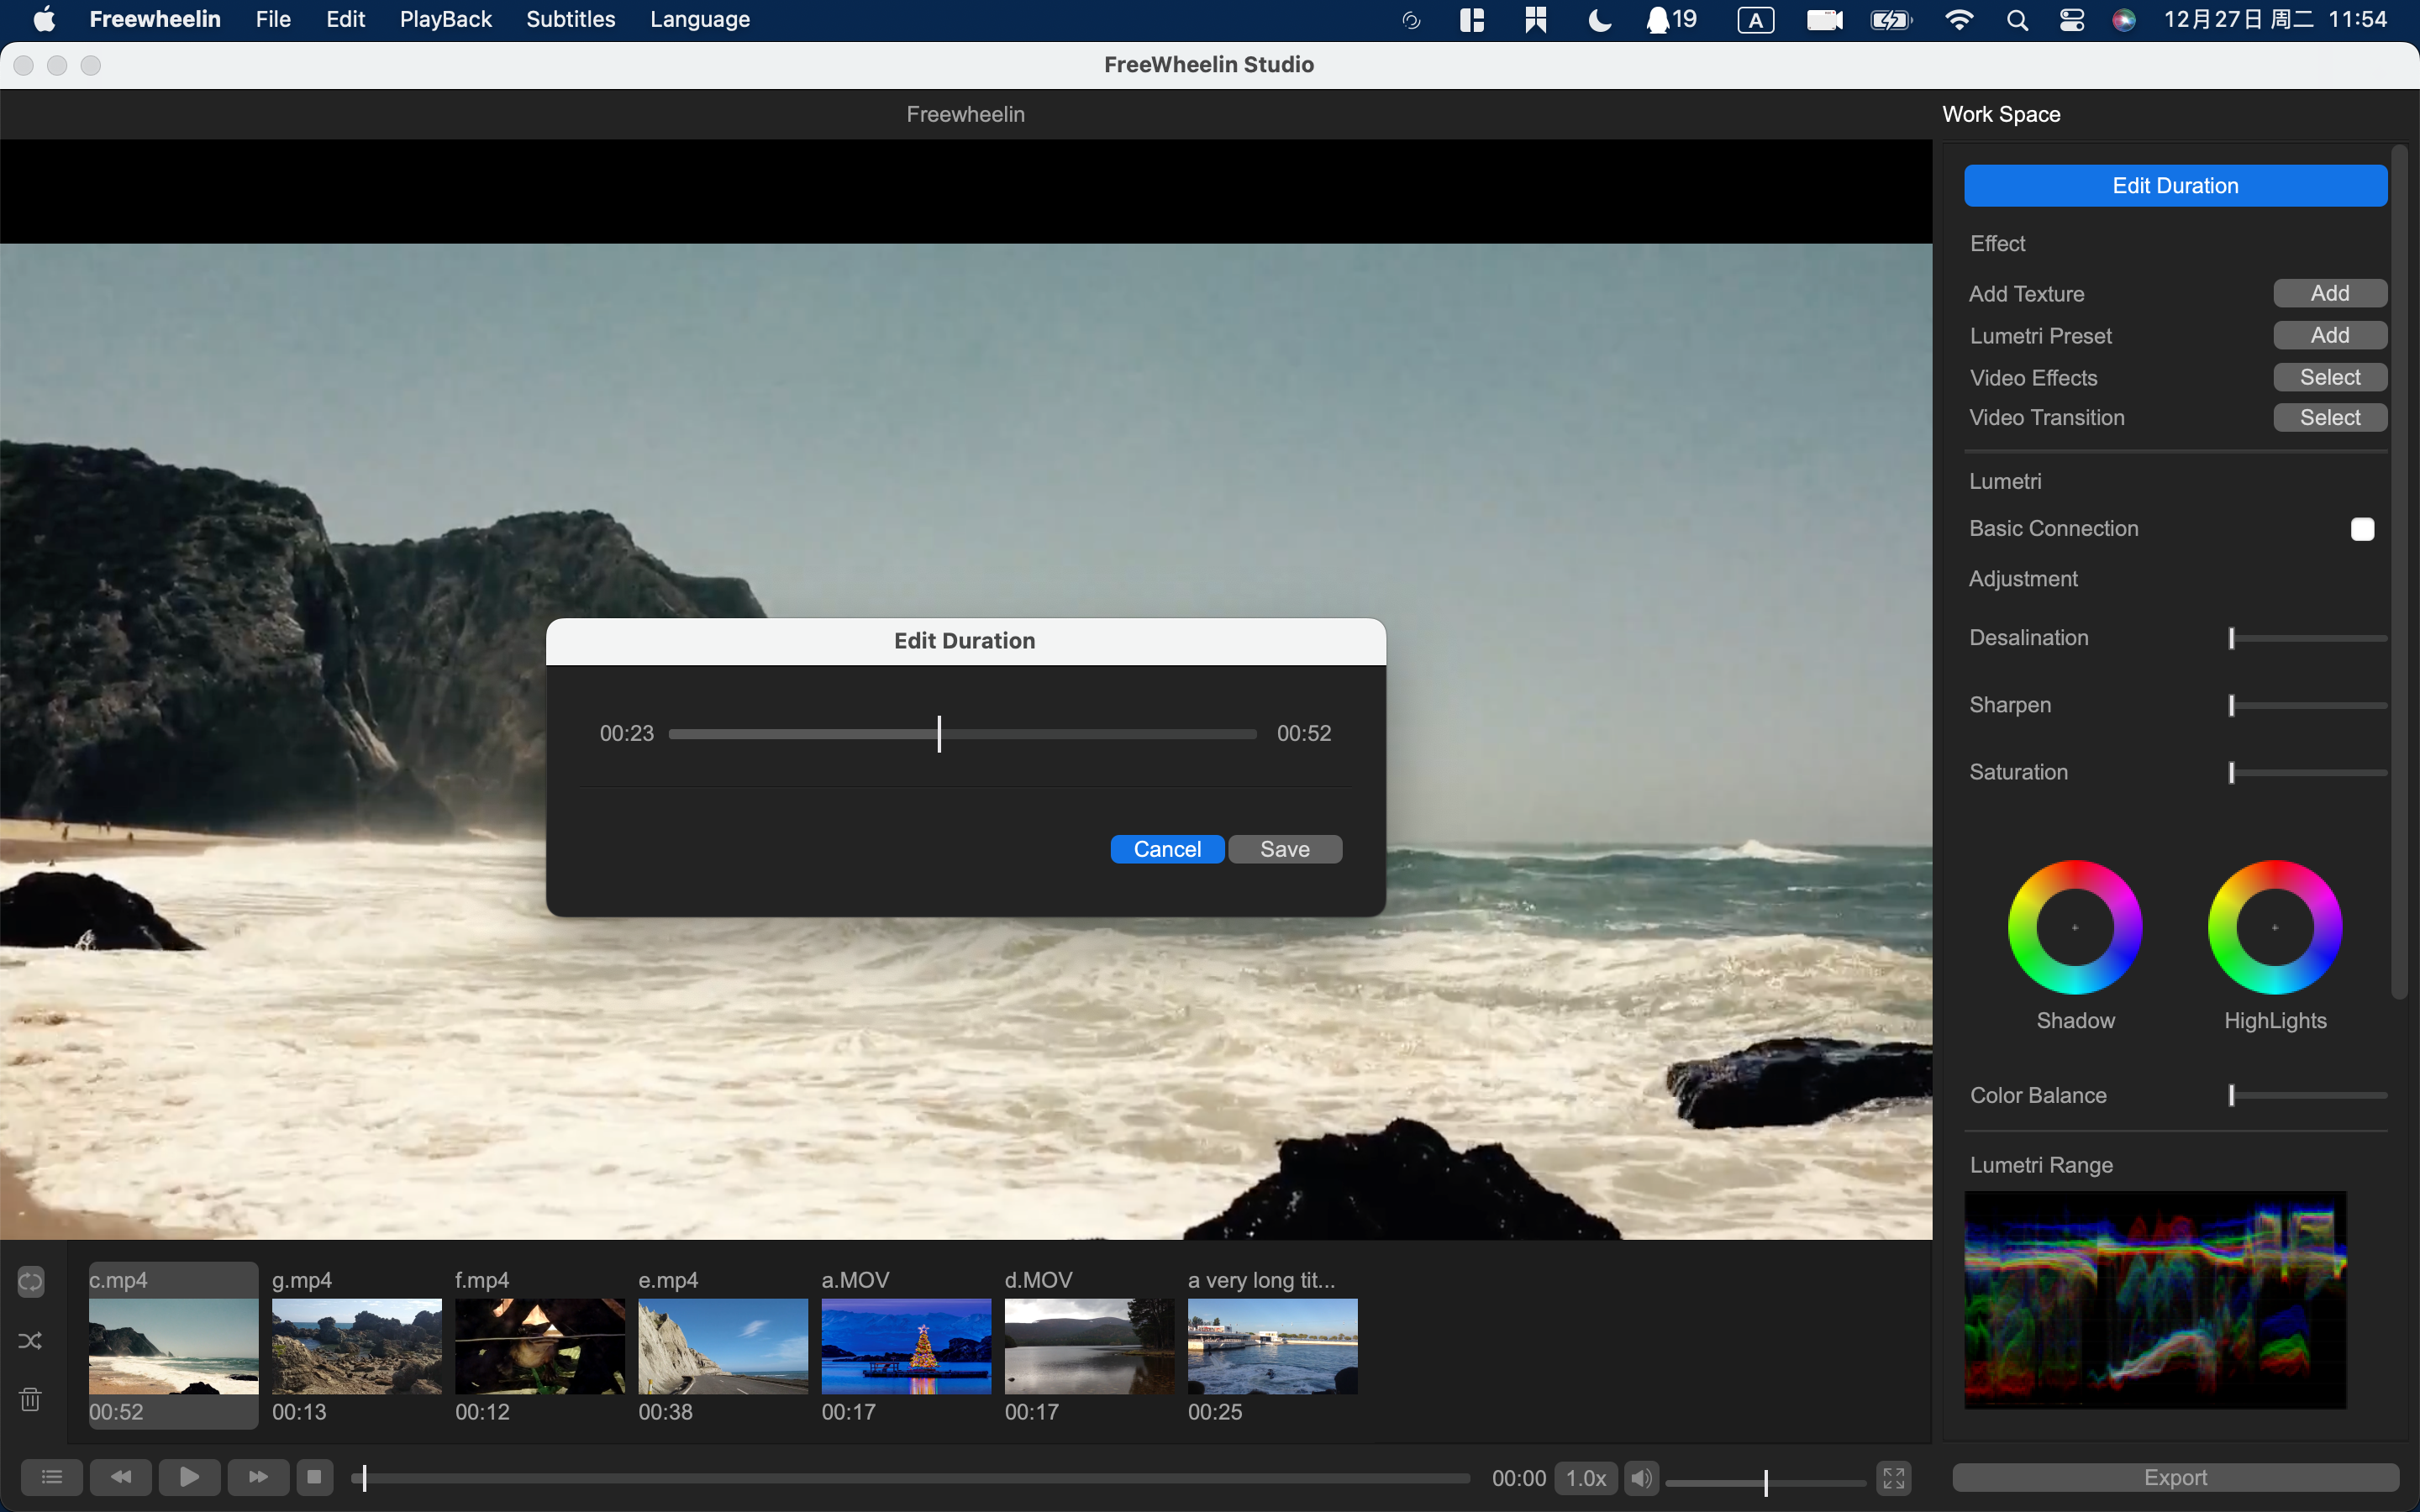 Freewheelin File Edit PlayBack Subtitles Language 19 A 12月27日 周二 11:54
FreeWheelin Studio
Freewheelin
Work Space
Edit Duration
Effect
Add Texture Add
Lumetri Preset Add
Video Effects Select
Video Transition Select
Lumetri
Basic Connection
Adjustment
Desalination
Sharpen
Saturation
Shadow HighLights
Color Balance
Lumetri Range
Edit Duration
00:23 00:52
Cancel Save
c.mp4 g.mp4 f.mp4 e.mp4 a.MOV d.MOV a very long tit...
00:52 00:13 00:12 00:38 00:17 00:17 00:25
00:00 1.0x
Export